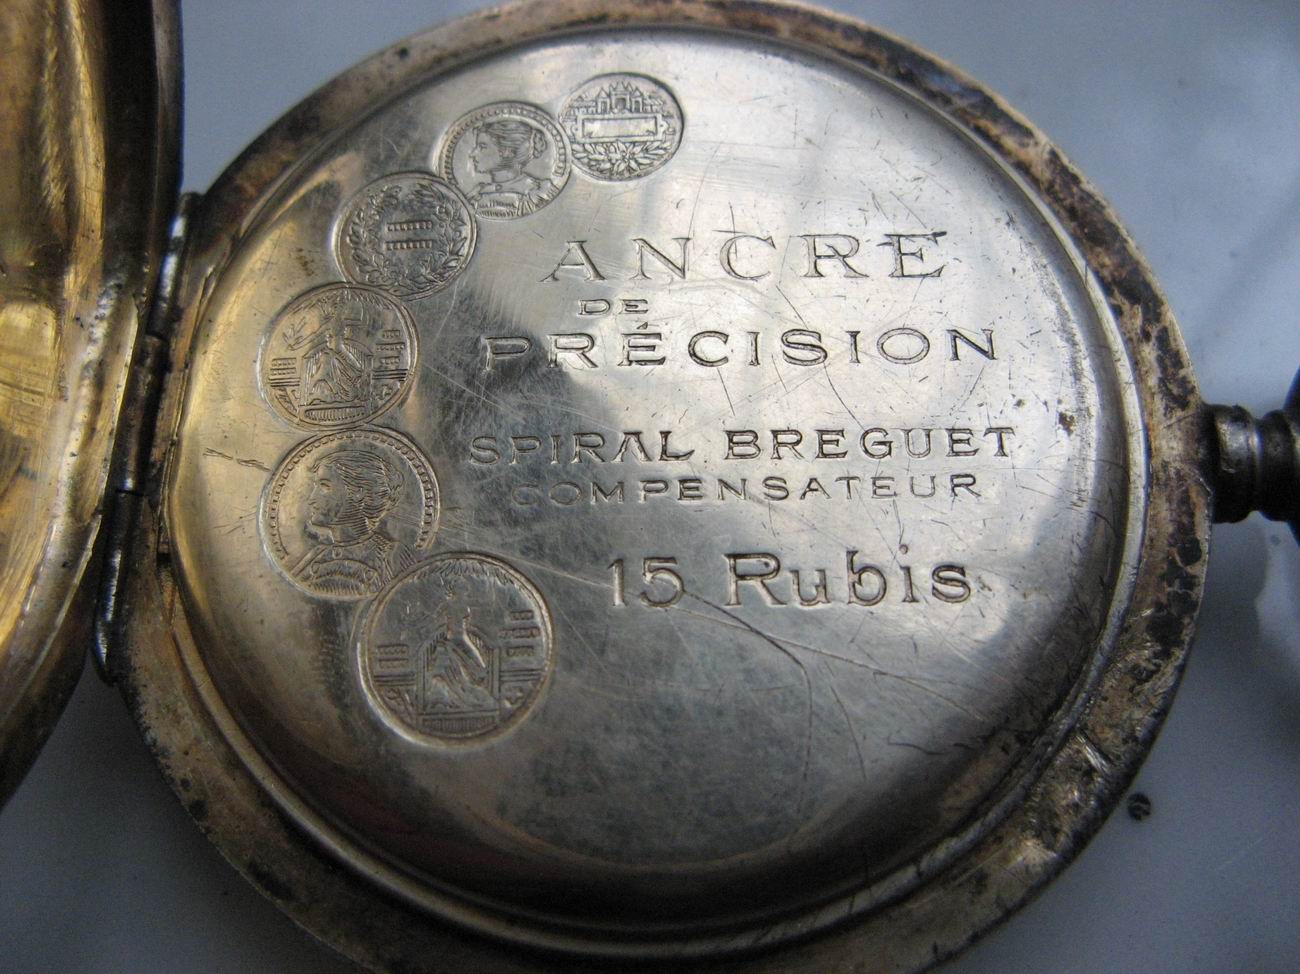 ANCRE
DE
PRÉCISION
SPIRAL BREGUET
COMPENSATEUR
15 Rubis